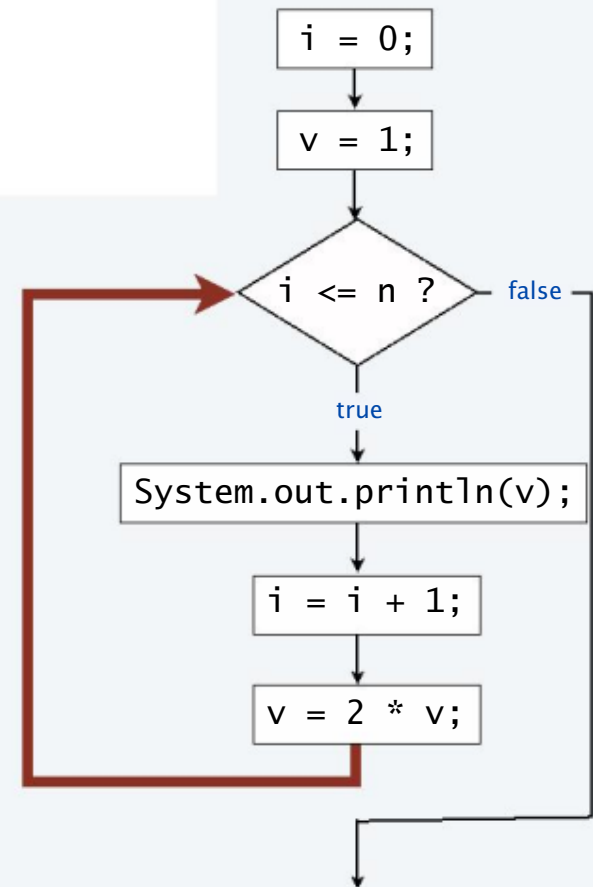 i = 0;
v = 1;
i <= n ?
false
true
System.out.println(v);
i = i + 1;
v = 2 * v;